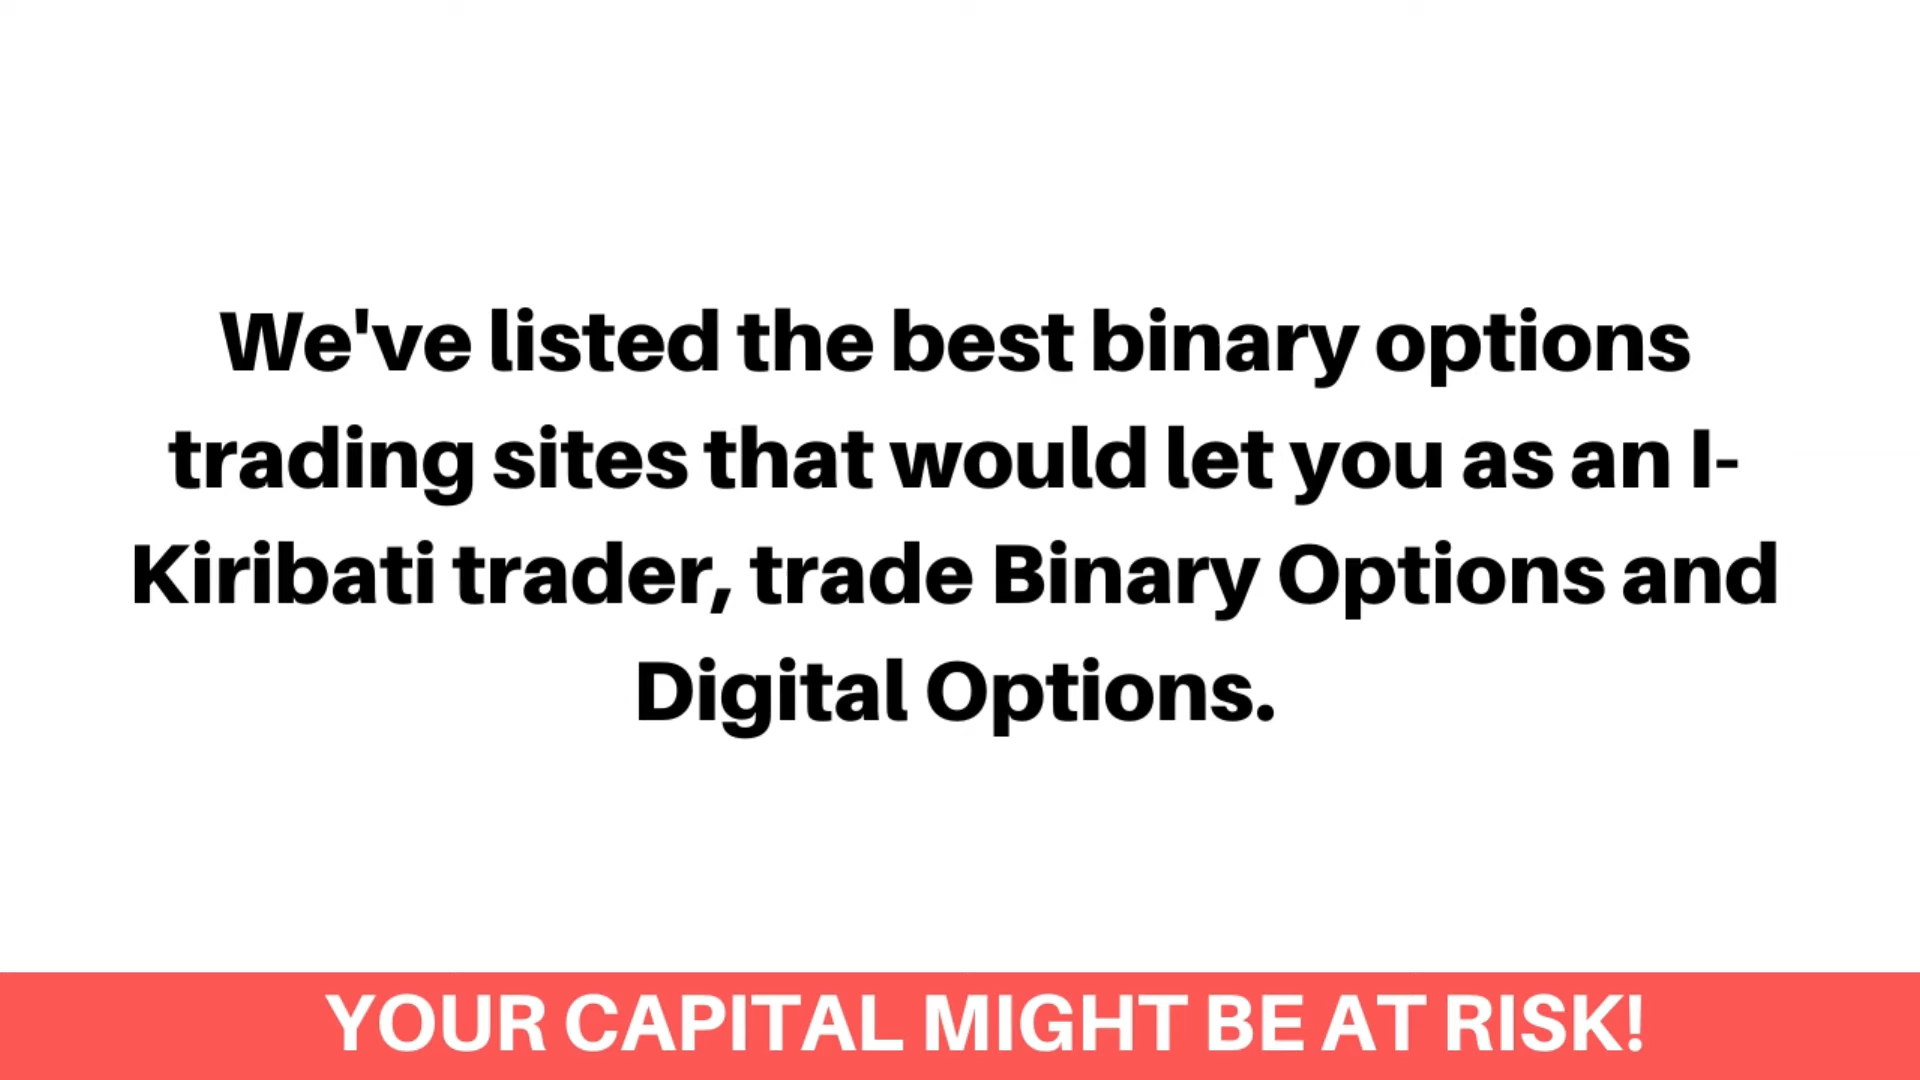 We've listed the best binary options
trading sites that would let you as an I-
Kiribati trader, trade Binary Options and
Digital Options.
YOUR CAPITAL MIGHT BE AT RISK!